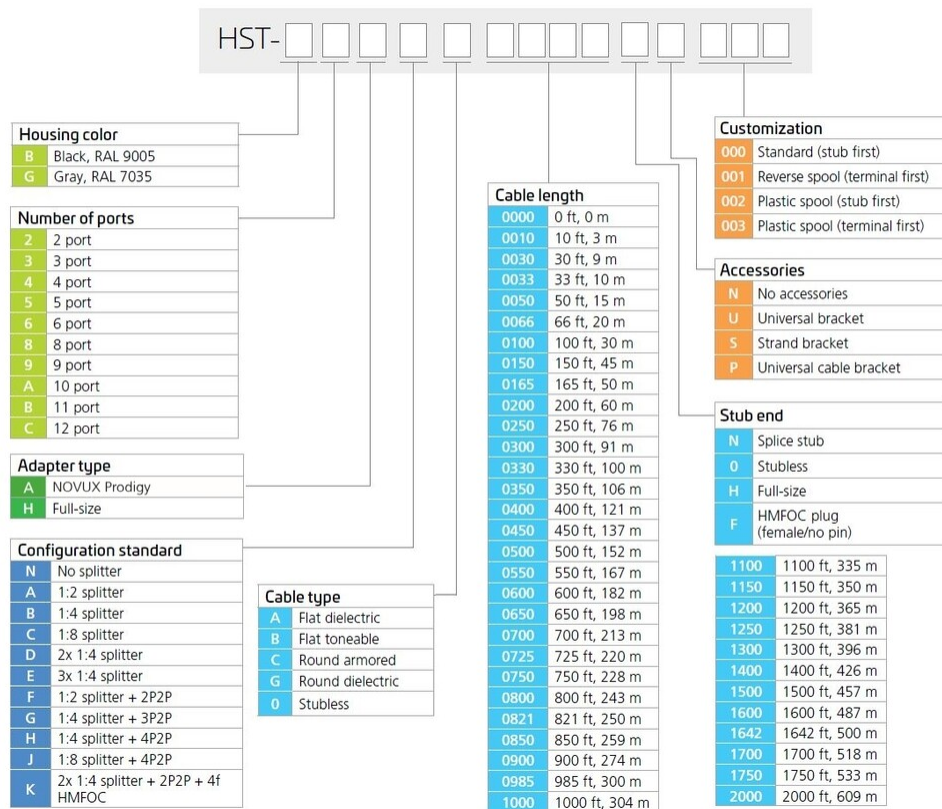 HST-
Housing color
B Black, RAL 9005
G Gray, RAL 7035
Number of ports
2 2 port
3 3 port
4 4 port
5 5 port
6 6 port
8 8 port
9 9 port
A 10 port
B 11 port
C 12 port
Adapter type
A NOVUX Prodigy
H Full-size
Configuration standard
N No splitter
A 1:2 splitter
B 1:4 splitter
C 1:8 splitter
D 2x 1:4 splitter
E 3x 1:4 splitter
F 1:2 splitter + 2P2P
G 1:4 splitter + 3P2P
H 1:4 splitter + 4P2P
J 1:8 splitter + 4P2P
K 2x 1:4 splitter + 2P2P + 4f
HMFOC
Cable type
A Flat dielectric
B Flat toneable
C Round armored
G Round dielectric
0 Stubless
Cable length
0000 0 ft, 0 m
0010 10 ft, 3 m
0030 30 ft, 9 m
0033 33 ft, 10 m
0050 50 ft, 15 m
0066 66 ft, 20 m
0100 100 ft, 30 m
0150 150 ft, 45 m
0165 165 ft, 50 m
0200 200 ft, 60 m
0250 250 ft, 76 m
0300 300 ft, 91 m
0330 330 ft, 100 m
0350 350 ft, 106 m
0400 400 ft, 121 m
0450 450 ft, 137 m
0500 500 ft, 152 m
0550 550 ft, 167 m
0600 600 ft, 182 m
0650 650 ft, 198 m
0700 700 ft, 213 m
0725 725 ft, 220 m
0750 750 ft, 228 m
0800 800 ft, 243 m
0821 821 ft, 250 m
0850 850 ft, 259 m
0900 900 ft, 274 m
0985 985 ft, 300 m
1000 1000 ft, 304 m
1100 1100 ft, 335 m
1150 1150 ft, 350 m
1200 1200 ft, 365 m
1250 1250 ft, 381 m
1300 1300 ft, 396 m
1400 1400 ft, 426 m
1500 1500 ft, 457 m
1600 1600 ft, 487 m
1642 1642 ft, 500 m
1700 1700 ft, 518 m
1750 1750 ft, 533 m
2000 2000 ft, 609 m
Stub end
N Splice stub
0 Stubless
H Full-size
F HMFOC plug
(female/no pin)
Accessories
N No accessories
U Universal bracket
S Strand bracket
P Universal cable bracket
Customization
000 Standard (stub first)
001 Reverse spool (terminal first)
002 Plastic spool (stub first)
003 Plastic spool (terminal first)